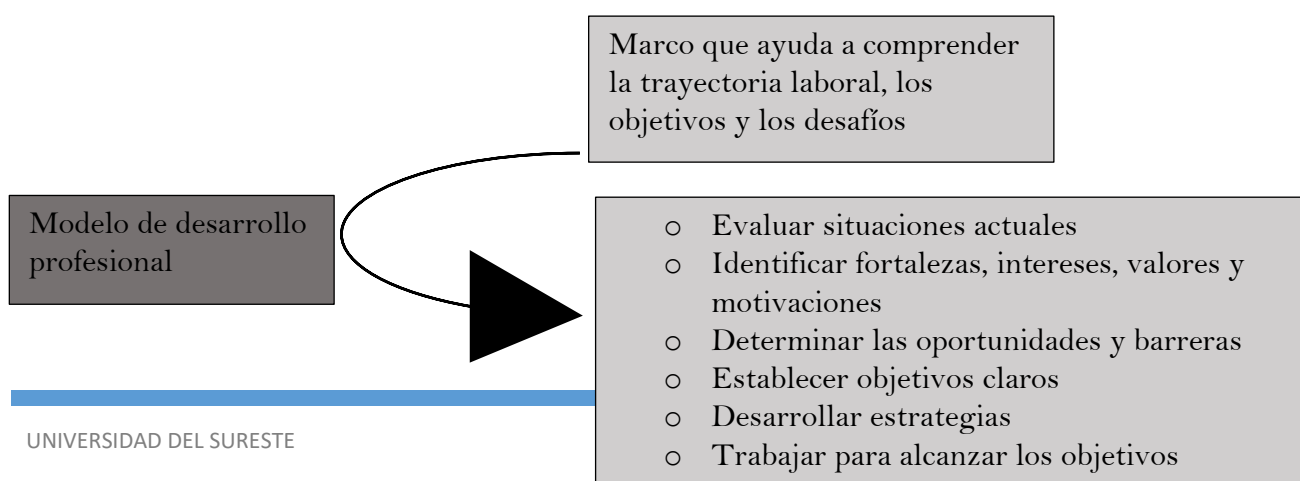 Marco que ayuda a comprender
la trayectoria laboral, los
objetivos y los desafíos
Modelo de desarrollo
profesional
o Evaluar situaciones actuales
o Identificar fortalezas, intereses, valores y
motivaciones
o Determinar las oportunidades y barreras
o Establecer objetivos claros
o Desarrollar estrategias
o Trabajar para alcanzar los objetivos
UNIVERSIDAD DEL SURESTE